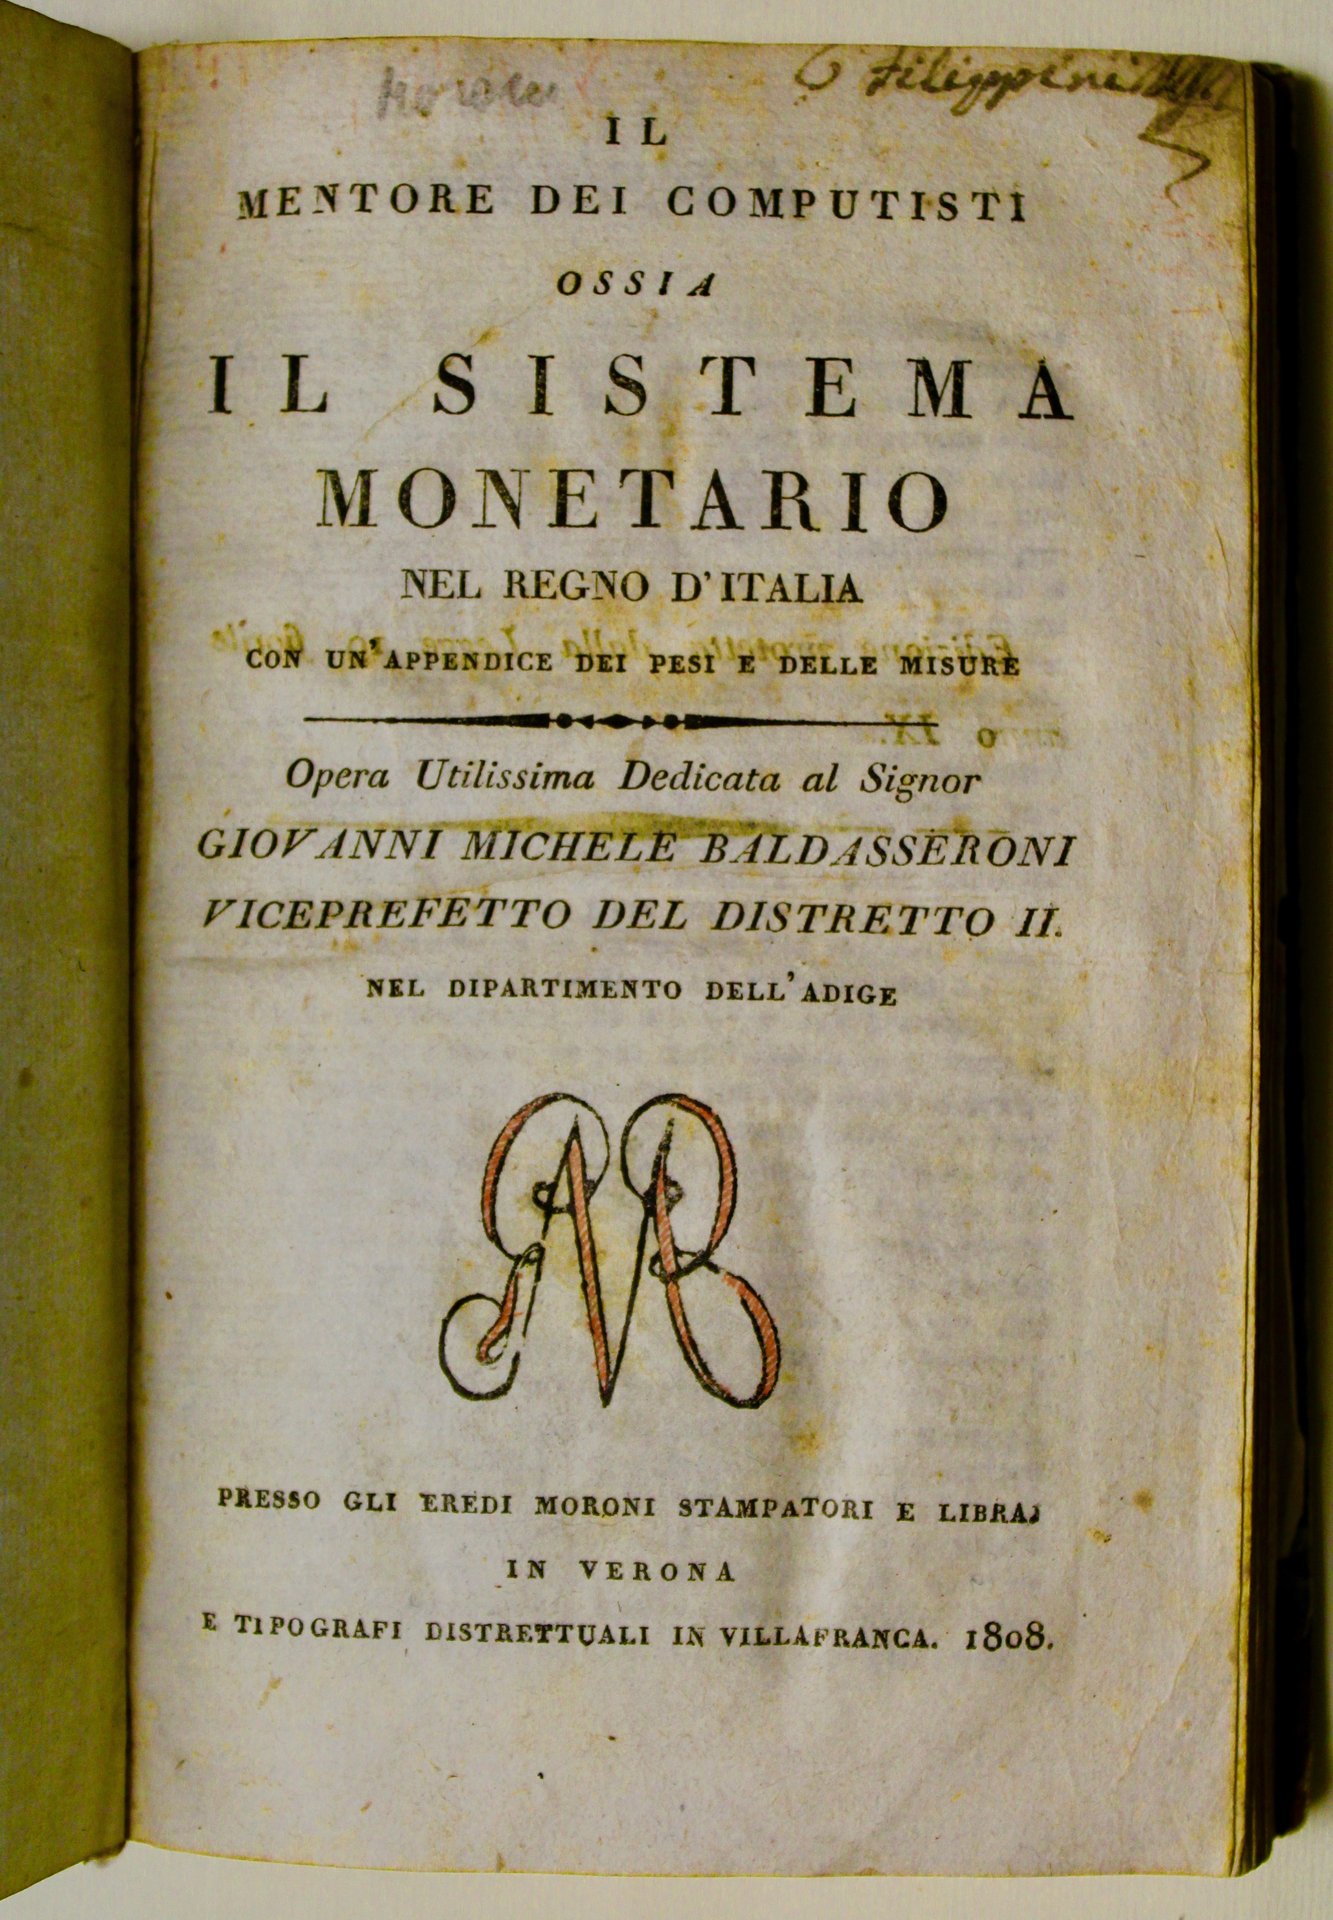 Filippini
IL
MENTORE DEI COMPUTISTI
OSSIA
IL SISTEMA
MONETARIO
NEL REGNO D'ITALIA
CON UN'APPENDICE DEI PESI E DELLE MISURE
Opera Utilissima Dedicata al Signor
GIOVANNI MICHELE BALDASSERONI
VICEPREFETTO DEL DISTRETTO II.
NEL DIPARTIMENTO DELL'ADIGE
PRESSO GLI EREDI MORONI STAMPATORI E LIBRAJ
IN VERONA
E TIPOGRAFI DISTRETTUALI IN VILLAFRANCA. 1808.